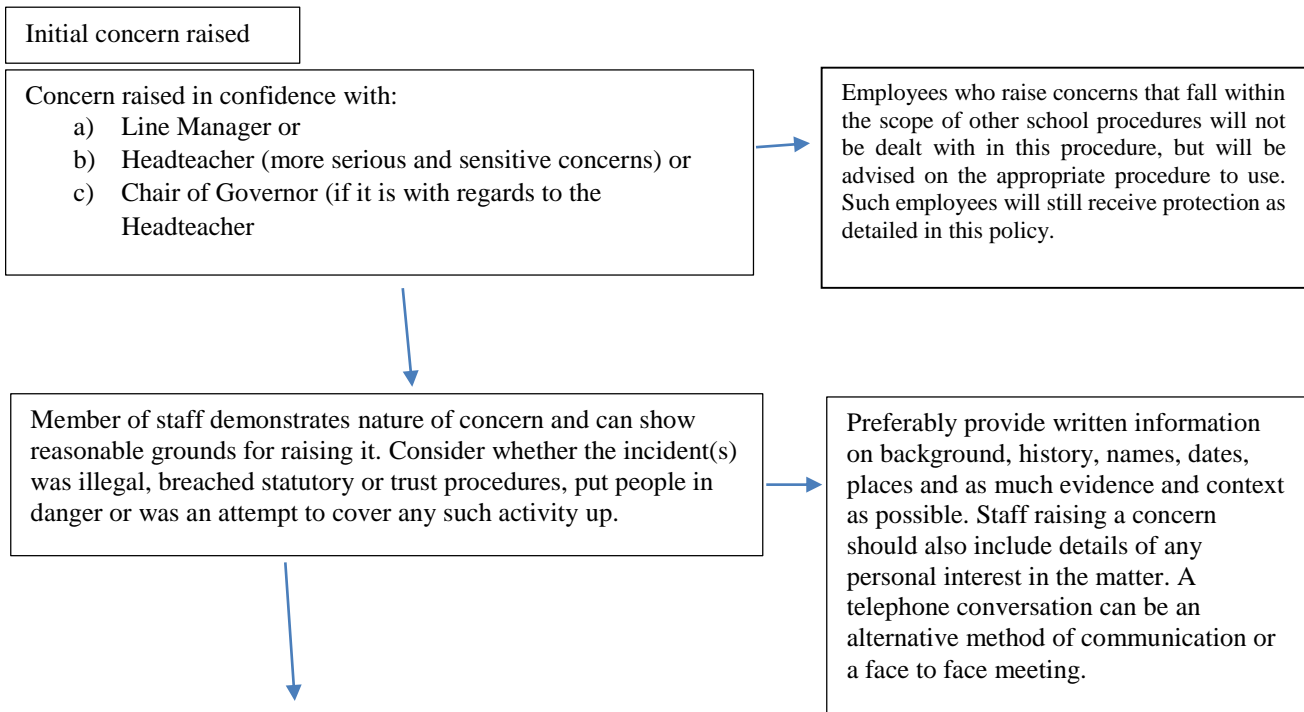 Initial concern raised
Concern raised in confidence with:
a) Line Manager or
b) Headteacher (more serious and sensitive concerns) or
c) Chair of Governor (if it is with regards to the
Headteacher
Employees who raise concerns that fall within
the scope of other school procedures will not
be dealt with in this procedure, but will be
advised on the appropriate procedure to use.
Such employees will still receive protection as
detailed in this policy.
Member of staff demonstrates nature of concern and can show
reasonable grounds for raising it. Consider whether the incident(s)
was illegal, breached statutory or trust procedures, put people in
danger or was an attempt to cover any such activity up.
Preferably provide written information
on background, history, names, dates,
places and as much evidence and context
as possible. Staff raising a concern
should also include details of any
personal interest in the matter. A
telephone conversation can be an
alternative method of communication or
a face to face meeting.